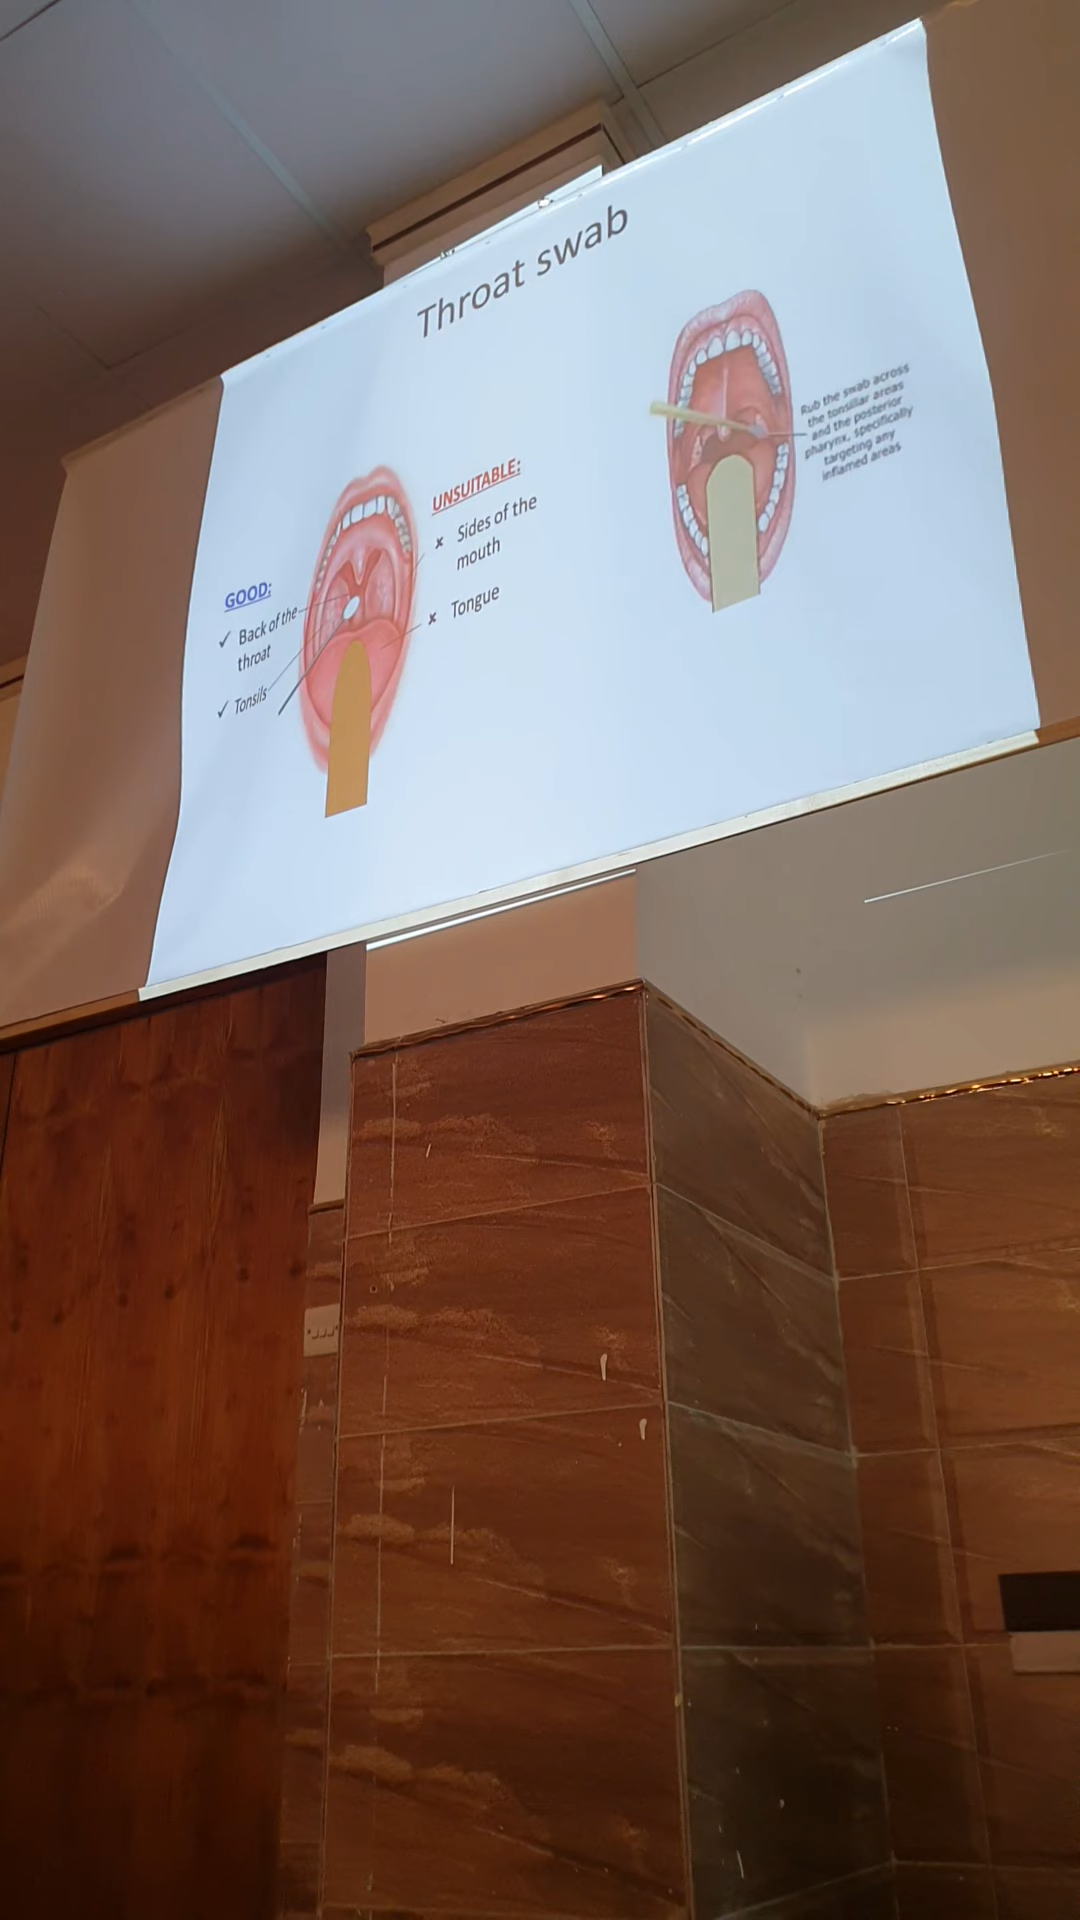 Throat swab
GOOD:
✓ Back of the
throat
✓ Tonsils
UNSUITABLE:
× Sides of the
mouth
× Tongue
Rub the swab across
the tonsillar areas
and the posterior
pharynx, specifically
targeting any
inflamed areas